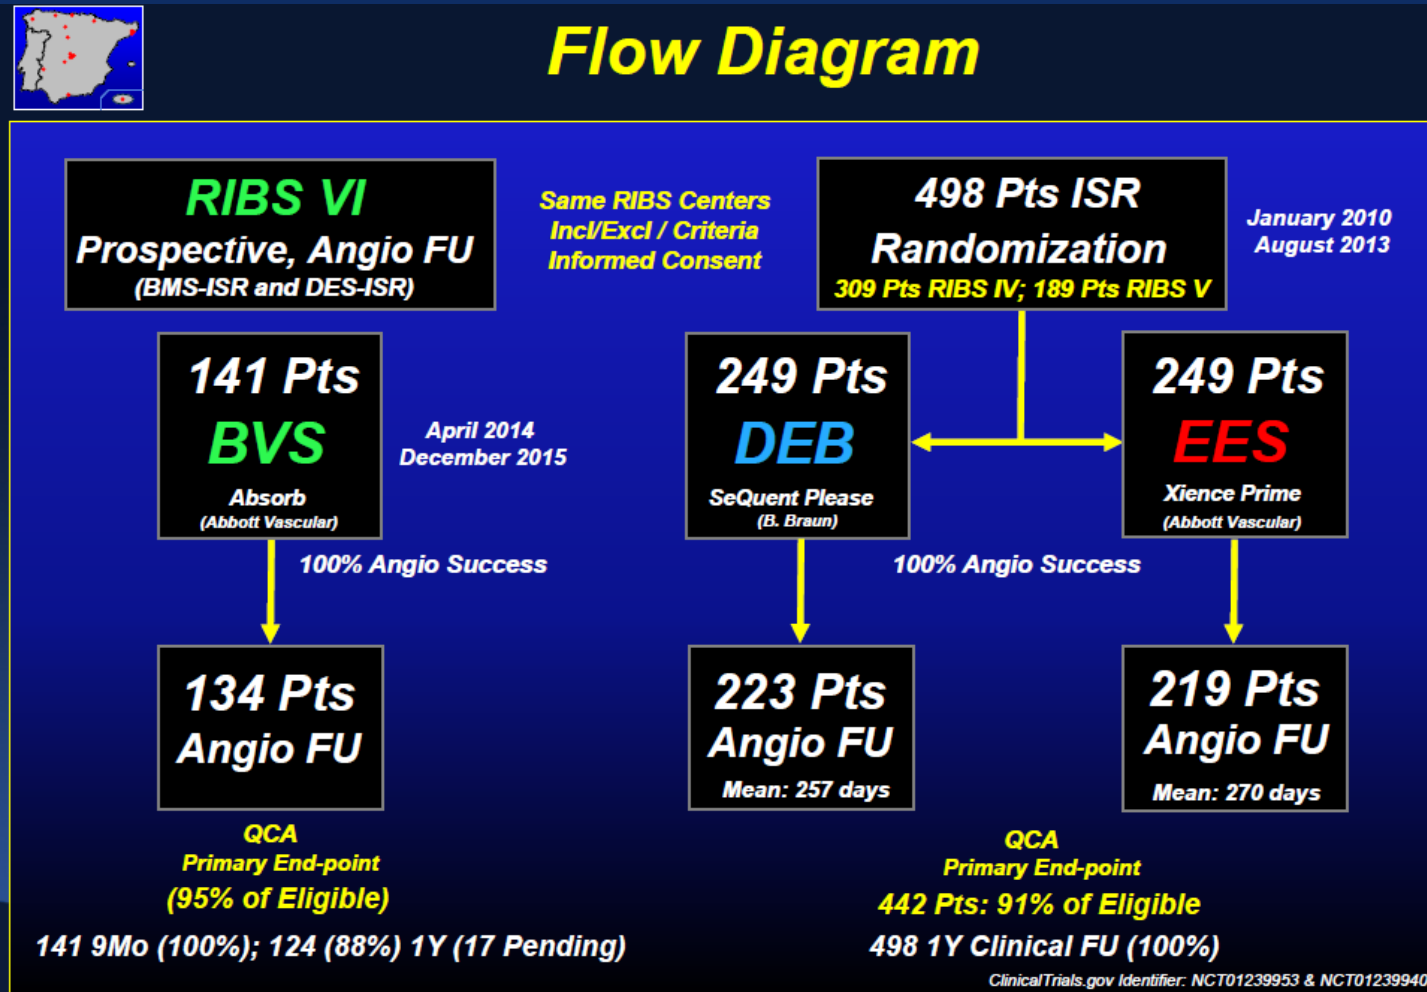 Flow Diagram
RIBS VI
Prospective, Angio FU
(BMS-ISR and DES-ISR)
Same RIBS Centers
Incl/Excl / Criteria
Informed Consent
498 Pts ISR
Randomization
309 Pts RIBS IV; 189 Pts RIBS V
January 2010
August 2013
141 Pts
BVS
Absorb
(Abbott Vascular)
April 2014
December 2015
249 Pts
DEB
SeQuent Please
(B. Braun)
249 Pts
EES
Xience Prime
(Abbott Vascular)
100% Angio Success
100% Angio Success
134 Pts
Angio FU
223 Pts
Angio FU
Mean: 257 days
219 Pts
Angio FU
Mean: 270 days
QCA
Primary End-point
(95% of Eligible)
141 9Mo (100%); 124 (88%) 1Y (17 Pending)
QCA
Primary End-point
442 Pts: 91% of Eligible
498 1Y Clinical FU (100%)
ClinicalTrials.gov Identifier: NCT01239953 & NCT01239940